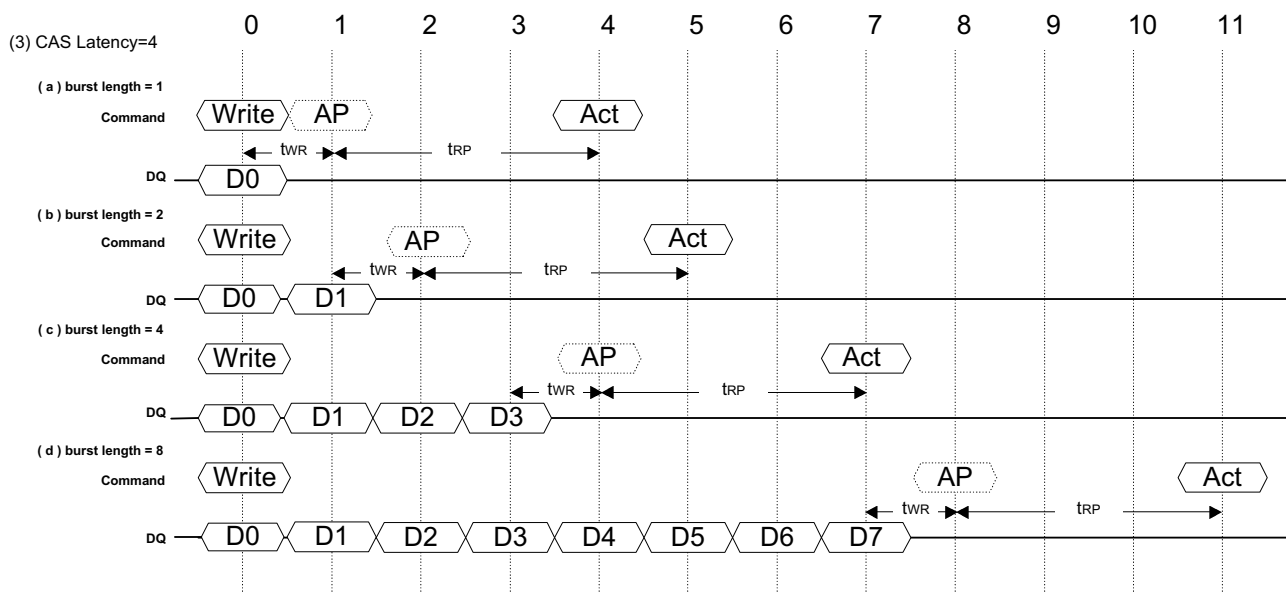 0 1 2 3 4 5 6 7 8 9 10 11
(3) CAS Latency=4
( a ) burst length = 1
Command Write AP Act
tWR tRP
DQ D0
( b ) burst length = 2
Command Write AP Act
tWR tRP
DQ D0 D1
( c ) burst length = 4
Command Write AP Act
tWR tRP
DQ D0 D1 D2 D3
( d ) burst length = 8
Command Write AP Act
tWR tRP
DQ D0 D1 D2 D3 D4 D5 D6 D7